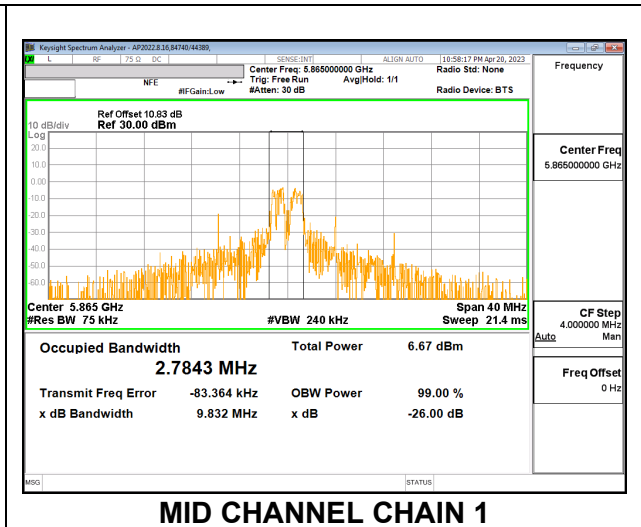 Keysight Spectrum Analyzer - AP2022.8.16,84740/44389,
L RF 75 Ω DC SENSE:INT ALIGN AUTO 10:58:17 PM Apr 20, 2023
Center Freq: 5.865000000 GHz Radio Std: None
NFE Trig: Free Run Avg|Hold: 1/1
#IFGain:Low #Atten: 30 dB Radio Device: BTS
Frequency
Ref Offset 10.83 dB
10 dB/div Ref 30.00 dBm
Log
20.0
10.0
0.00
-10.0
-20.0
-30.0
-40.0
-50.0
-60.0
Center 5.865 GHz Span 40 MHz
#Res BW 75 kHz #VBW 240 kHz Sweep 21.4 ms
Occupied Bandwidth Total Power 6.67 dBm
2.7843 MHz
Transmit Freq Error -83.364 kHz OBW Power 99.00 %
x dB Bandwidth 9.832 MHz x dB -26.00 dB
Center Freq
5.865000000 GHz
CF Step
4.000000 MHz
Auto Man
Freq Offset
0 Hz
MSG STATUS
MID CHANNEL CHAIN 1